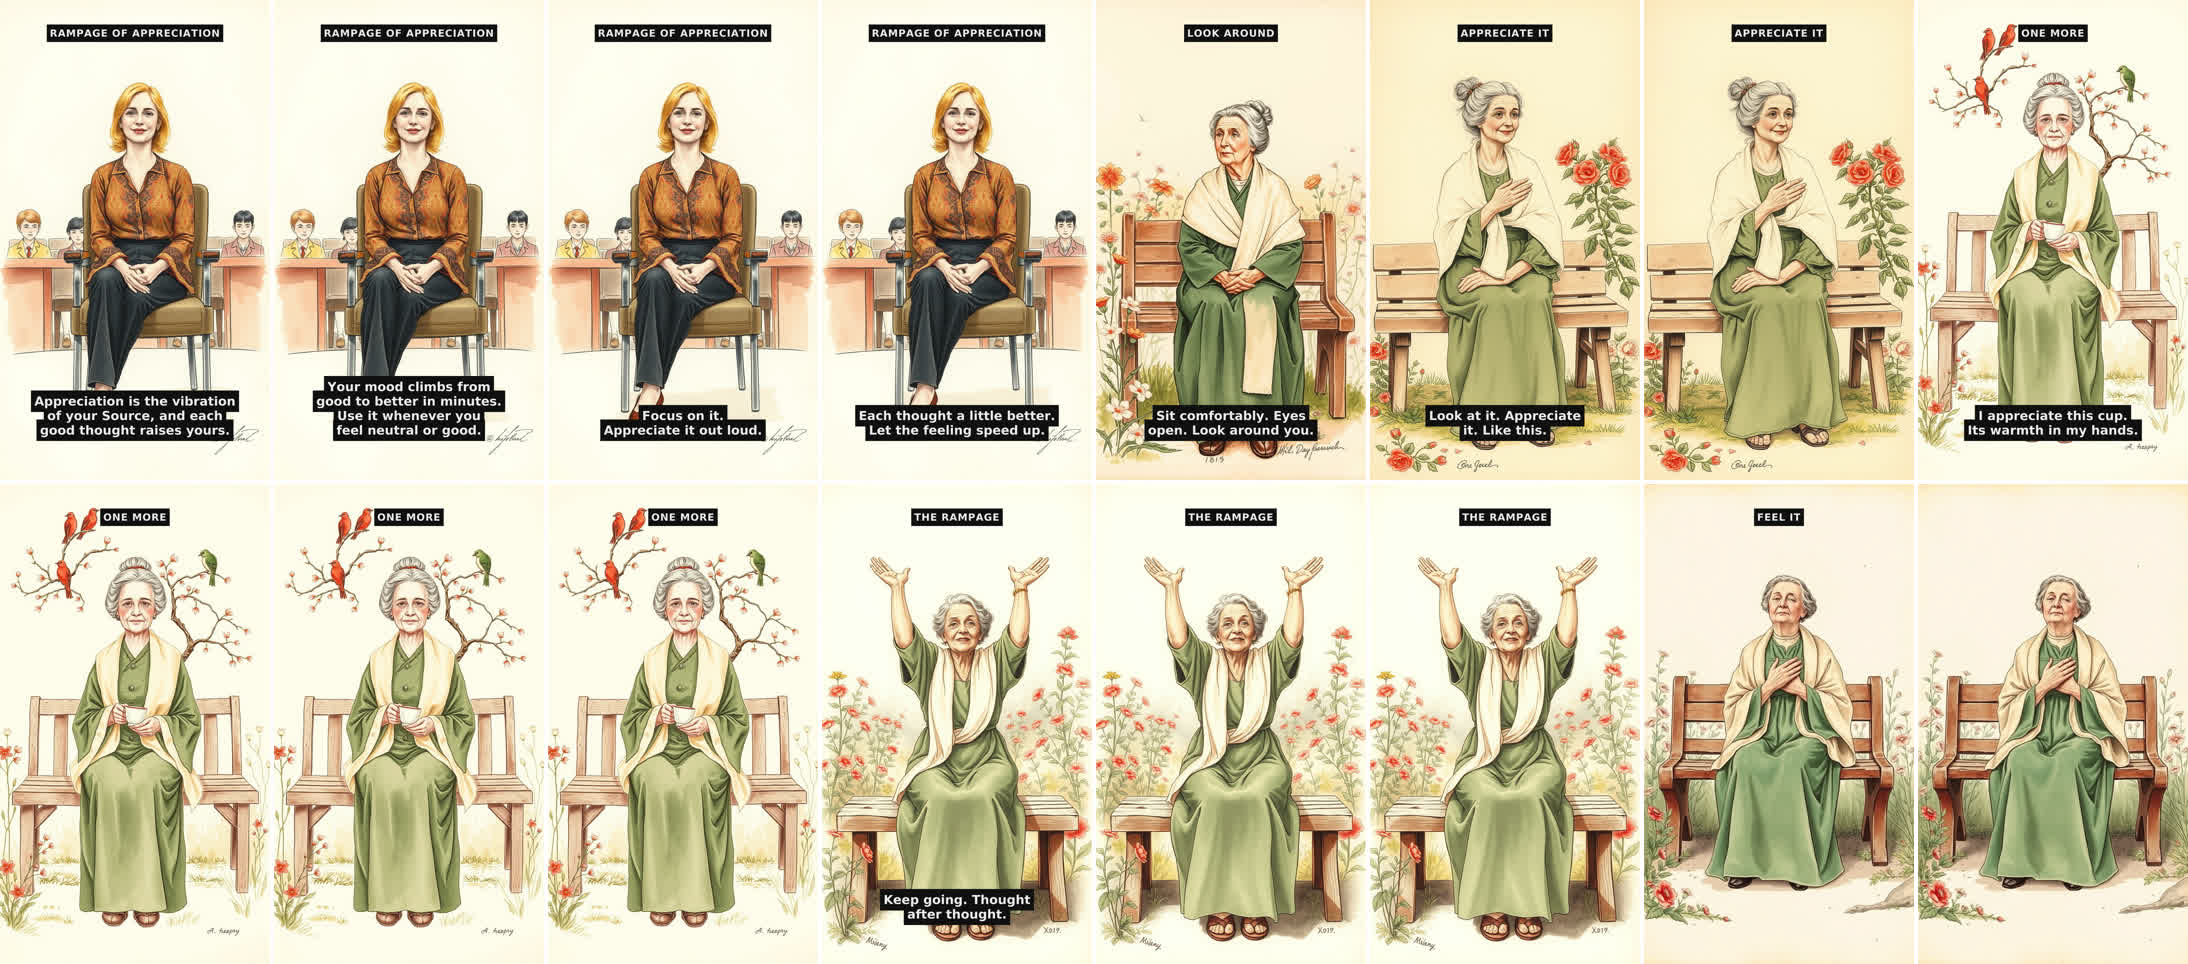 RAMPAGE OF APPRECIATION
Appreciation is the vibration
of your Source, and each
good thought raises yours.
RAMPAGE OF APPRECIATION
Your mood climbs from
good to better in minutes.
Use it whenever you
feel neutral or good.
RAMPAGE OF APPRECIATION
Focus on it.
Appreciate it out loud.
RAMPAGE OF APPRECIATION
Each thought a little better.
Let the feeling speed up.
LOOK AROUND
Sit comfortably. Eyes
open. Look around you.
1815
APPRECIATE IT
Look at it. Appreciate
it. Like this.
APPRECIATE IT
ONE MORE
I appreciate this cup.
Its warmth in my hands.
ONE MORE
ONE MORE
ONE MORE
THE RAMPAGE
Keep going. Thought
after thought.
THE RAMPAGE
THE RAMPAGE
FEEL IT